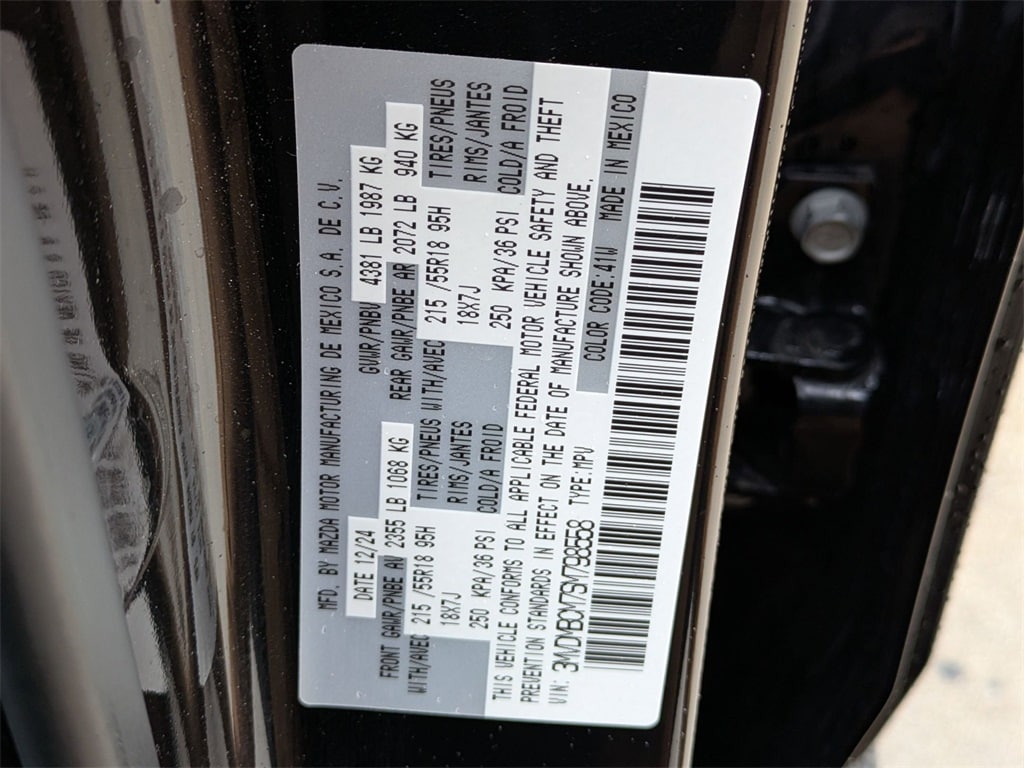 MFD. BY MAZDA MOTOR MANUFACTURING DE MEXICO S.A. DE C.V.
DATE 12/24 GVWR/PNBV 4381 LB 1987 KG
FRONT GAWR/PNBE AV 2355 LB 1068 KG REAR GAWR/PNBE AR 2072 LB 940 KG
WITH/AVEC 215 /55R18 95H TIRES/PNEUS WITH/AVEC 215 /55R18 95H TIRES/PNEUS
18X7J RIMS/JANTES 18X7J RIMS/JANTES
250 KPA/36 PSI COLD/A FROID 250 KPA/36 PSI COLD/A FROID
THIS VEHICLE CONFORMS TO ALL APPLICABLE FEDERAL MOTOR VEHICLE SAFETY AND THEFT
PREVENTION STANDARDS IN EFFECT ON THE DATE OF MANUFACTURE SHOWN ABOVE.
VIN: 3MVDMBCM7SM798558 TYPE:MPV COLOR CODE:41W MADE IN MEXICO